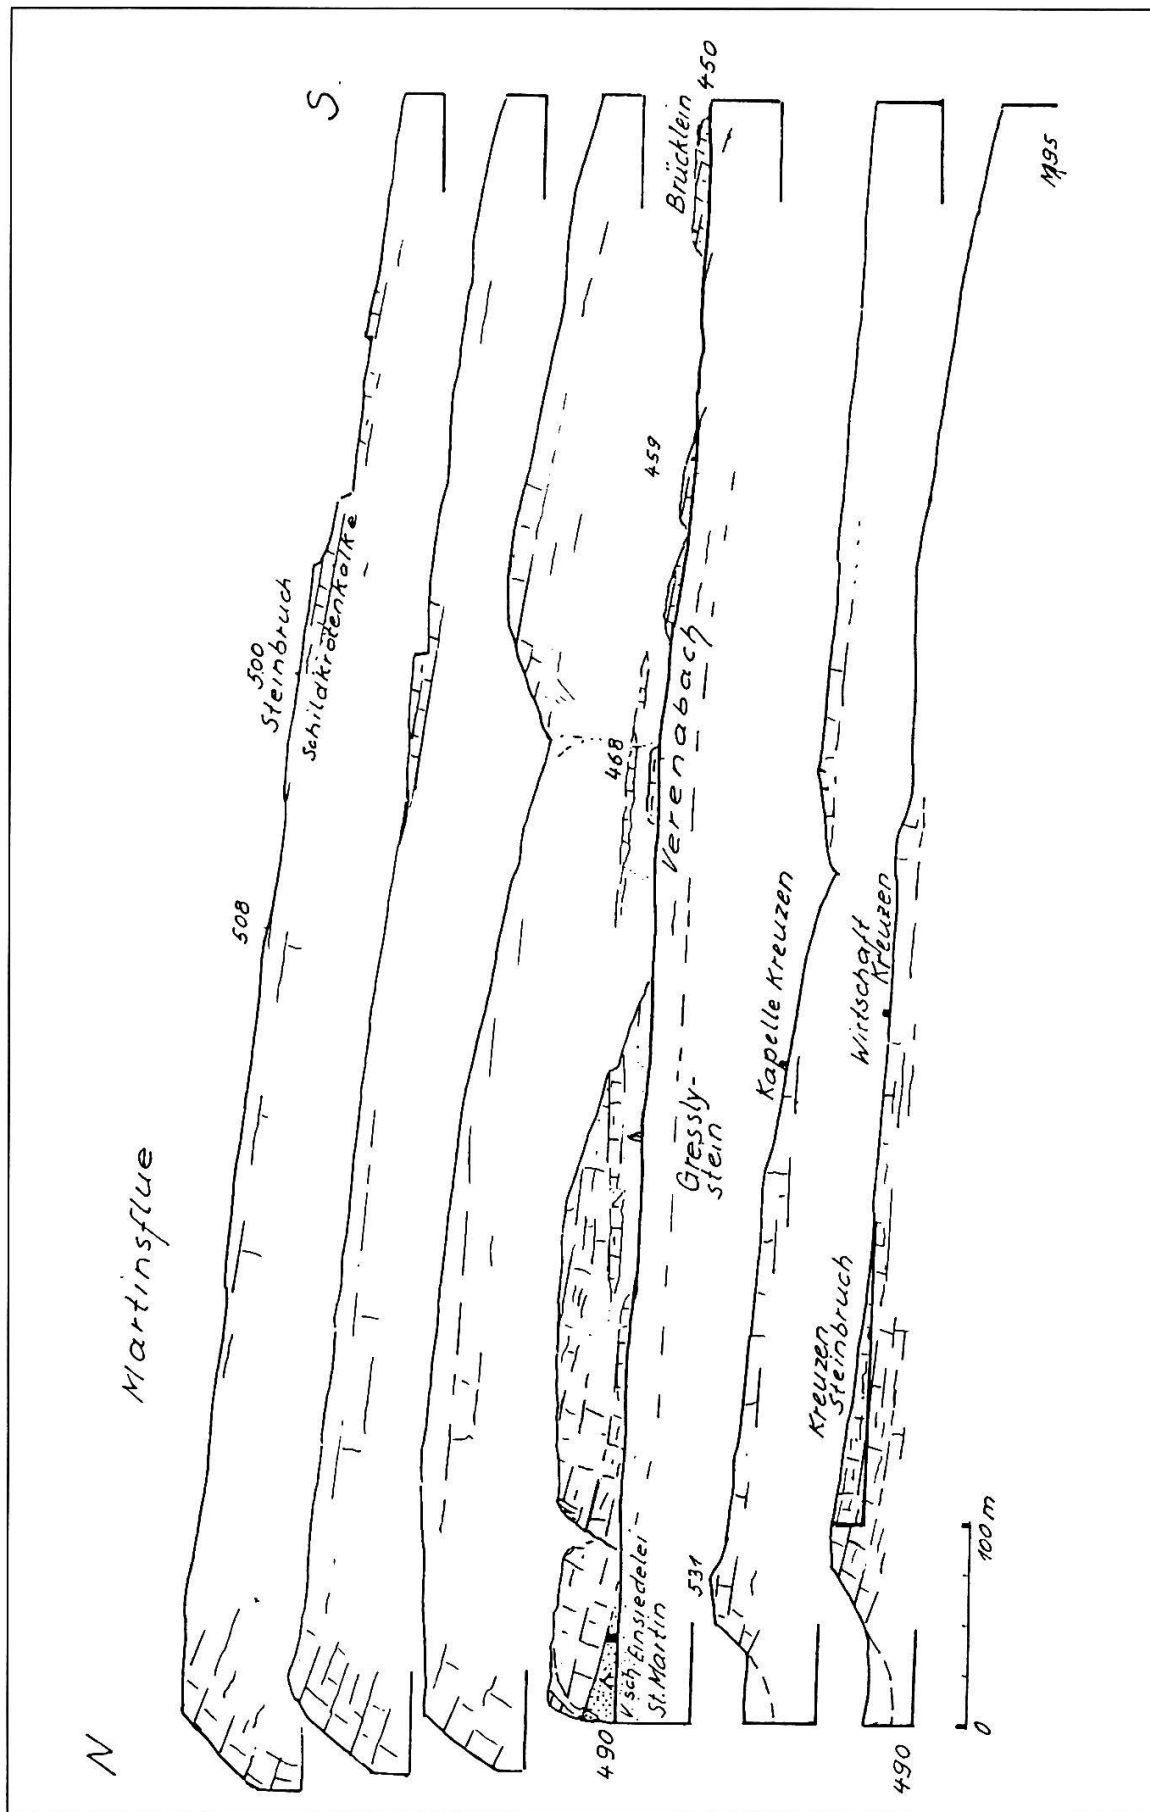 Martinsflue
N
S.
508
500
Steinbruch
Schildkrötenkalke
490
V sch Einsiedelei
St. Martin
Gressly-
stein
468
Verenabach
459
Brücklein
450
531
Kapelle Kreuzen
490
Kreuzen
Steinbruch
Wirtschaft
Kreuzen
0
100 m